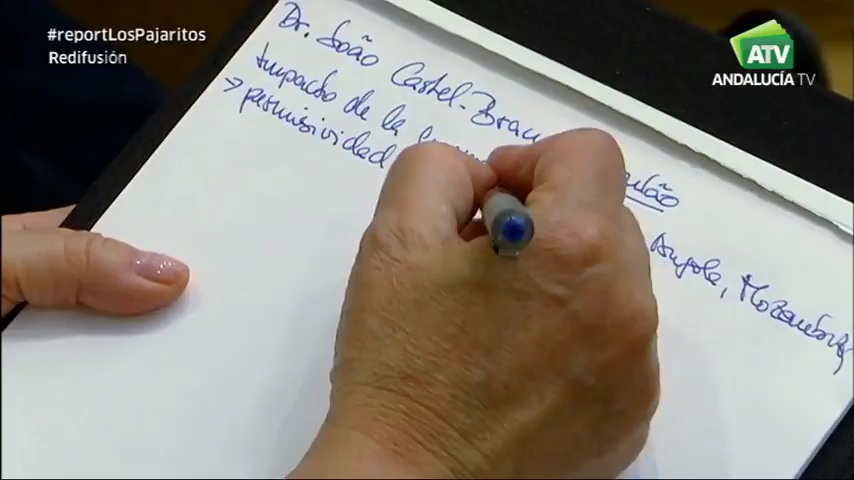 #reportLosPajaritos
Redifusión
ATV
ANDALUCÍA TV
Dr. João Castel-Bran
Impacto de la
Angola, Mozambiq
→ permisividad